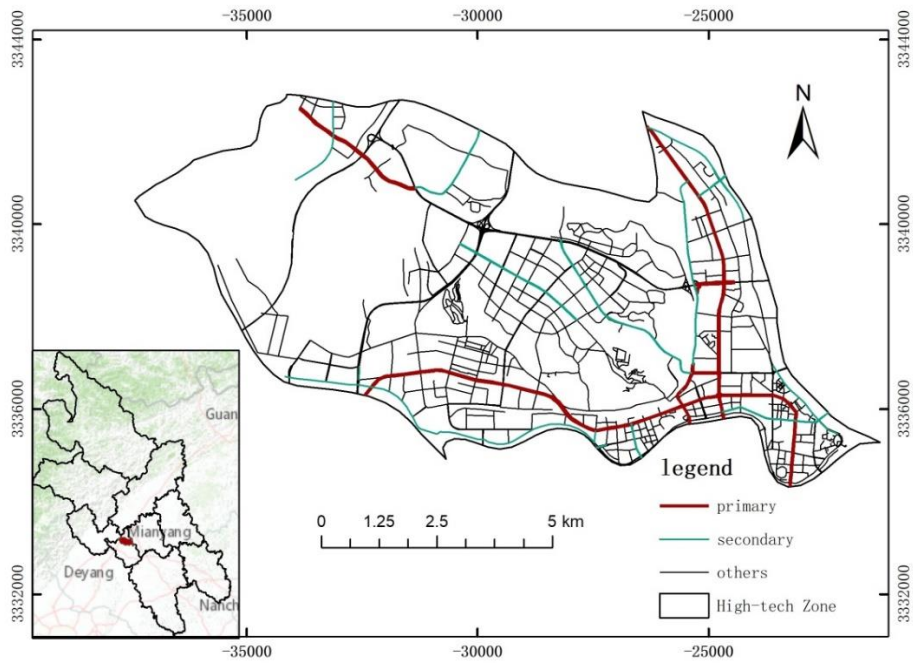 -35000 -30000 -25000
3344000 3344000
N
3340000 3340000
3336000 3336000
Guan
legend
primary
0 1.25 2.5 5 km
secondary
Mianyang
others
Deyang
High-tech Zone
3332000 3332000
Nanch
-35000 -30000 -25000